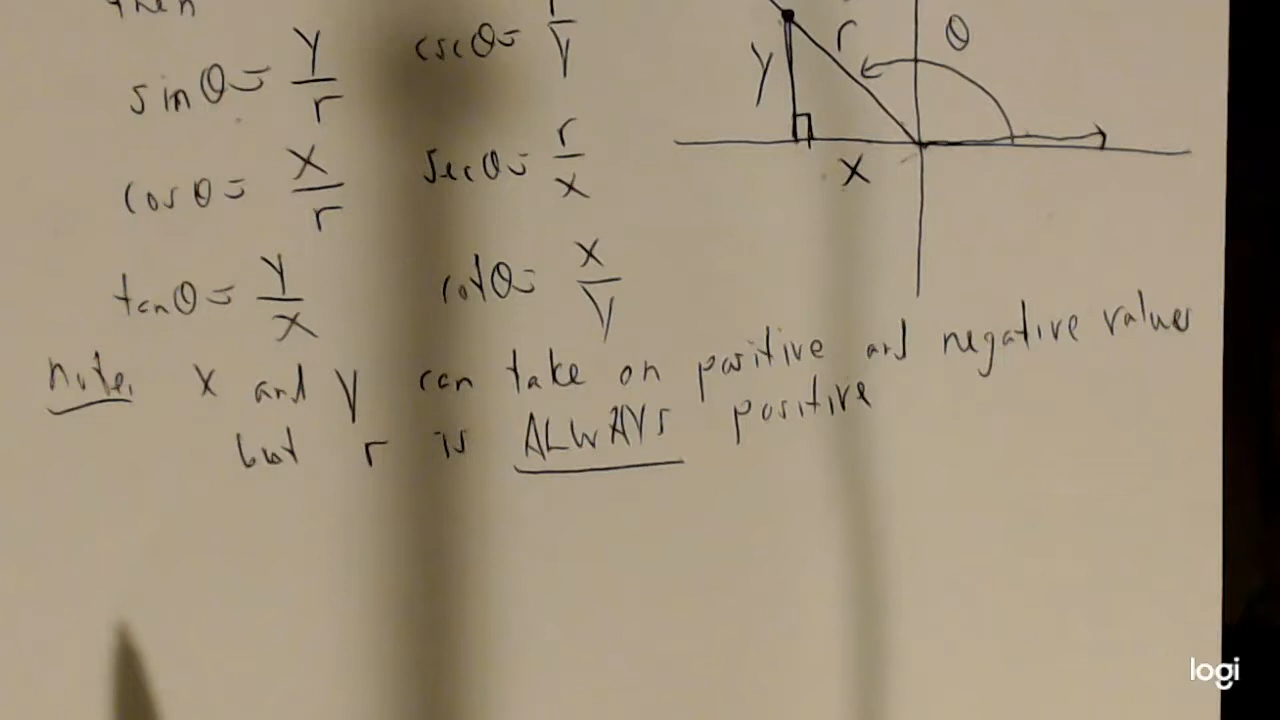 then
sin θ = y/r csc θ = r/y
cos θ = x/r sec θ = r/x
tan θ = y/x cot θ = x/y
y r θ
x
note. x and y can take on positive and negative values
but r is ALWAYS positive
logi